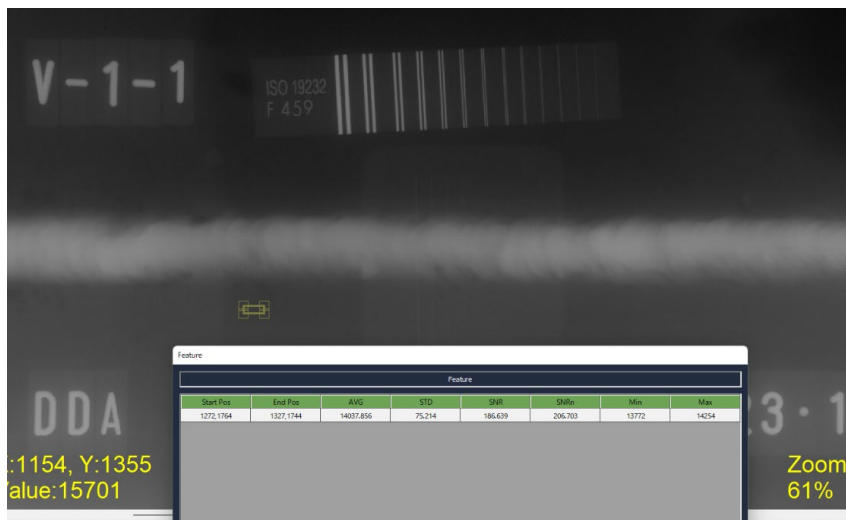 V-1-1
ISO 19232
F 459
DDA
3·1
:1154, Y:1355
alue:15701
Zoom
61%
Feature
Feature
Start Pos End Pos AVG STD SNR SNRn Min Max
1272,1764 1327,1744 14037.856 75.214 186.639 206.703 13772 14254